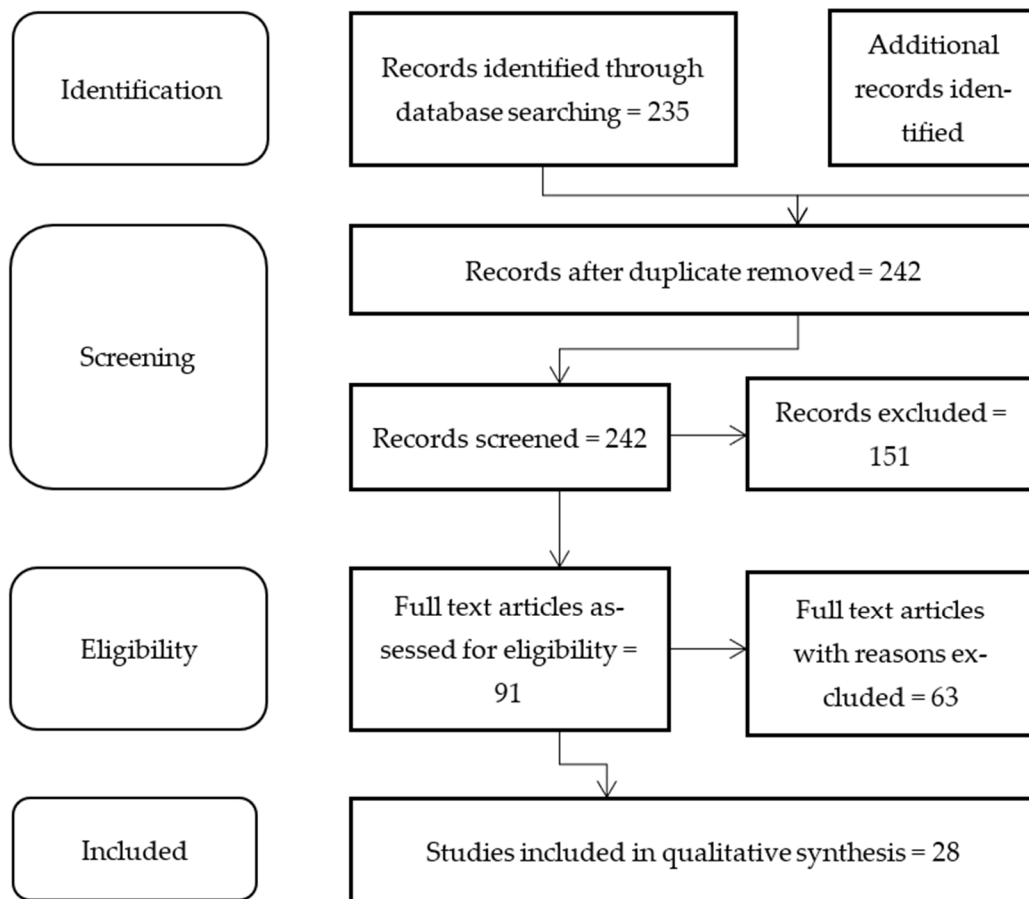 Identification
Records identified through
database searching = 235
Additional
records iden-
tified
Screening
Records after duplicate removed = 242
Records screened = 242
Records excluded =
151
Eligibility
Full text articles as-
sessed for eligibility =
91
Full text articles
with reasons ex-
cluded = 63
Included
Studies included in qualitative synthesis = 28